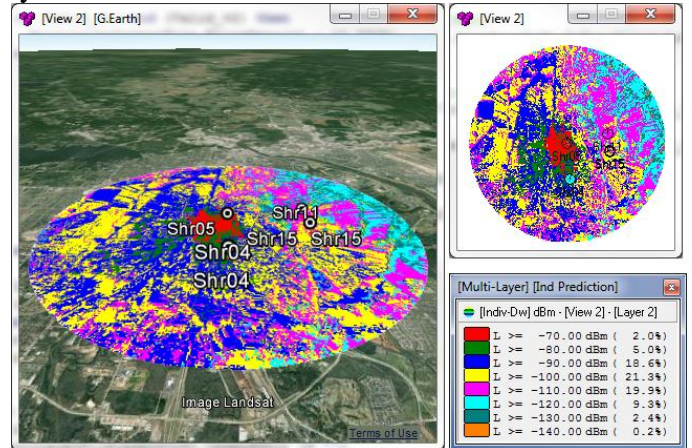 [View 2] [G.Earth]
Shr11
Shr05
Shr15
Shr15
Shr04
Shr04
Image Landsat
Terms of Use
[View 2]
Shr15
[Multi-Layer] [Ind Prediction]
[Indiv-Dw] dBm - [View 2] - [Layer 2]
L >= -70.00 dBm ( 2.0%)
L >= -80.00 dBm ( 5.0%)
L >= -90.00 dBm ( 18.6%)
L >= -100.00 dBm ( 21.3%)
L >= -110.00 dBm ( 19.9%)
L >= -120.00 dBm ( 9.3%)
L >= -130.00 dBm ( 2.4%)
L >= -140.00 dBm ( 0.2%)